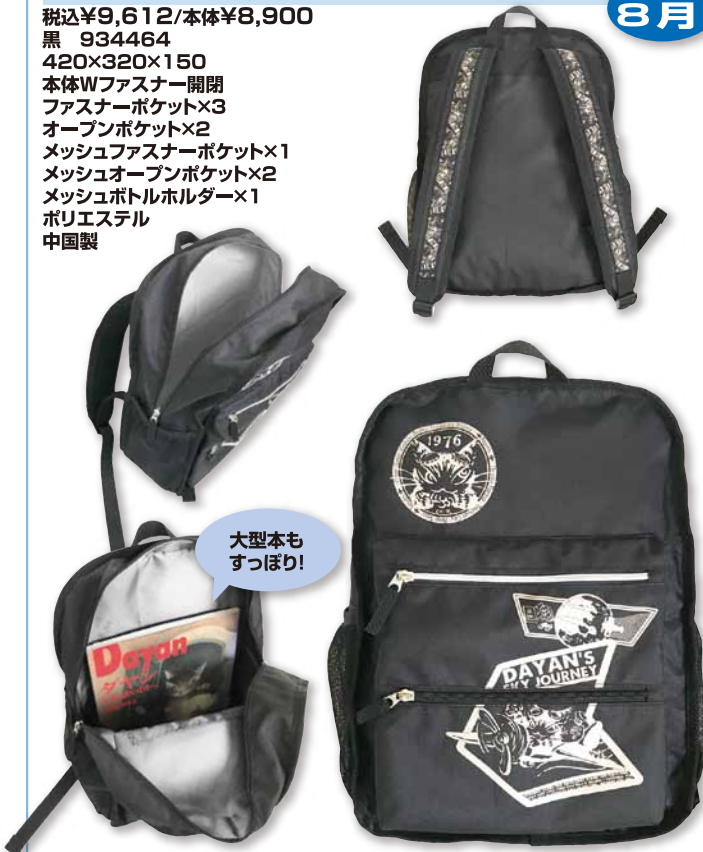 税込¥9,612/本体¥8,900
8月
黒 934464
420×320×150
本体Wファスナー開閉
ファスナーポケット×3
オープンポケット×2
メッシュファスナーポケット×1
メッシュオープンポケット×2
メッシュボトルホルダー×1
ポリエステル
中国製
1976
大型本も
すっぽり!
Dayan
DAYAN'S
SKY JOURNEY